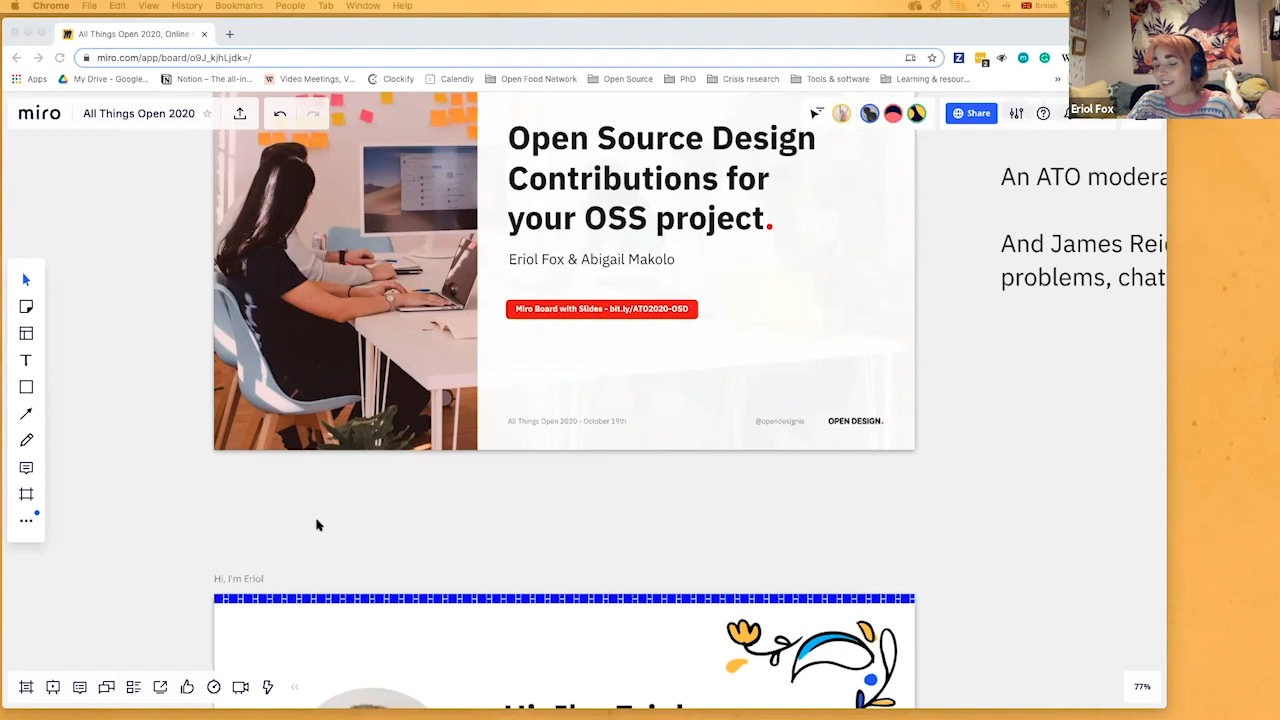 Chrome File Edit View History Bookmarks People Tab Window Help British
All Things Open 2020, Online
miro.com/app/board/o9J_kjhLjdk=/
Apps My Drive - Google... Notion – The all-in... Video Meetings, V... Clockify Calendly Open Food Network Open Source PhD Crisis research Tools & software Learning & resour... »
Eriol Fox
miro All Things Open 2020 Share
Open Source Design
Contributions for
your OSS project.
Eriol Fox & Abigail Makolo
Miro Board with Slides - bit.ly/ATO2020-OSD
All Things Open 2020 - October 19th @opendesignis OPEN DESIGN.
An ATO modera
And James Rei
problems, chat
Hi, I'm Eriol
77%